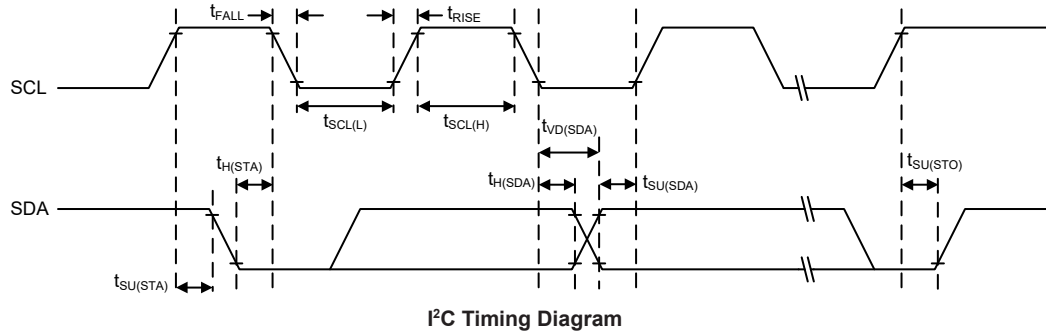 tFALL
tRISE
SCL
tSCL(L)
tSCL(H)
tVD(SDA)
tH(STA)
tH(SDA)
tSU(SDA)
tSU(STO)
SDA
tSU(STA)
I²C Timing Diagram